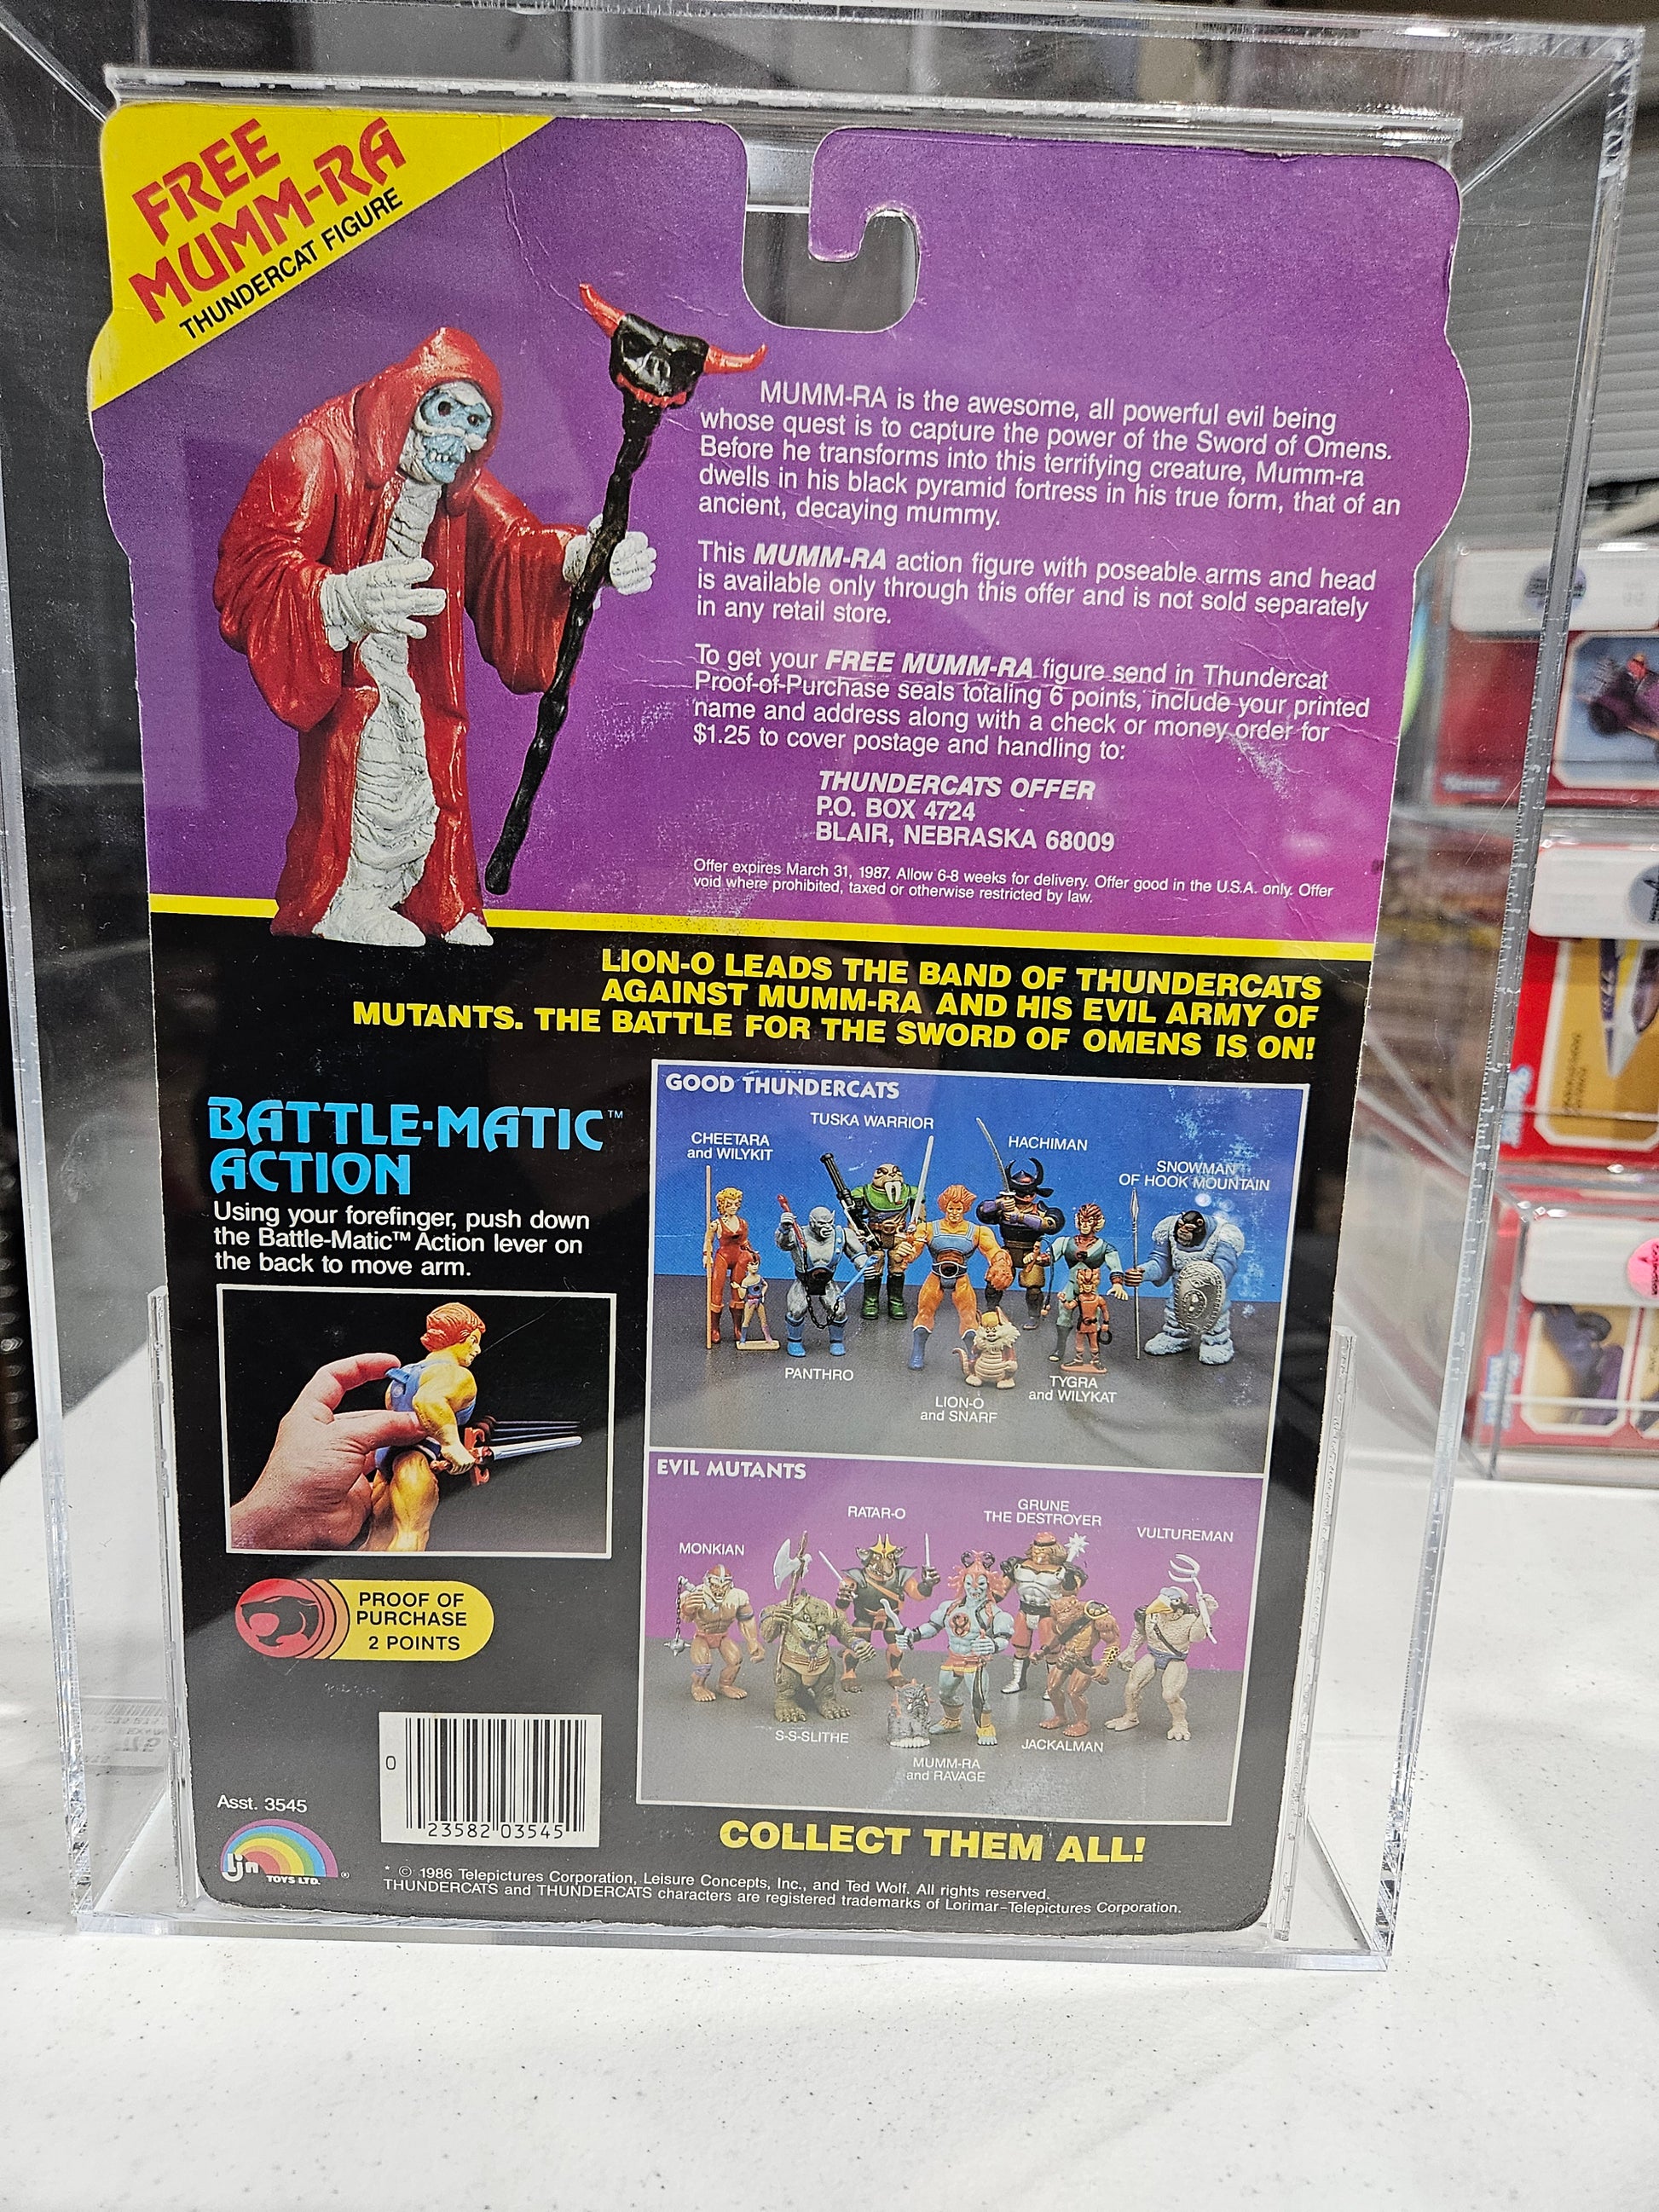 FREE
MUMM-RA
THUNDERCAT FIGURE
MUMM-RA is the awesome, all powerful evil being
whose quest is to capture the power of the Sword of Omens.
Before he transforms into this terrifying creature, Mumm-ra
dwells in his black pyramid fortress in his true form, that of an
ancient, decaying mummy.
This MUMM-RA action figure with poseable arms and head
is available only through this offer and is not sold separately
in any retail store.
To get your FREE MUMM-RA figure send in Thundercat
Proof-of-Purchase seals totaling 6 points, include your printed
name and address along with a check or money order for
$1.25 to cover postage and handling to:
THUNDERCATS OFFER
P.O. BOX 4724
BLAIR, NEBRASKA 68009
Offer expires March 31, 1987. Allow 6-8 weeks for delivery. Offer good in the U.S.A. only. Offer
void where prohibited, taxed or otherwise restricted by law.
LION-O LEADS THE BAND OF THUNDERCATS
AGAINST MUMM-RA AND HIS EVIL ARMY OF
MUTANTS. THE BATTLE FOR THE SWORD OF OMENS IS ON!
BATTLE-MATIC™
ACTION
Using your forefinger, push down
the Battle-Matic™ Action lever on
the back to move arm.
PROOF OF
PURCHASE
2 POINTS
GOOD THUNDERCATS
TUSKA WARRIOR
CHEETARA
and WILYKIT
HACHIMAN
SNOWMAN
OF HOOK MOUNTAIN
PANTHRO
LION-O
and SNARF
TYGRA
and WILYKAT
EVIL MUTANTS
MONKIAN
RATAR-O
GRUNE
THE DESTROYER
VULTUREMAN
S-S-SLITHE
MUMM-RA
and RAVAGE
JACKALMAN
COLLECT THEM ALL!
0
23582 03545
Asst. 3545
ljn
TOYS LTD.
®
* © 1986 Telepictures Corporation, Leisure Concepts, Inc., and Ted Wolf. All rights reserved.
THUNDERCATS and THUNDERCATS characters are registered trademarks of Lorimar-Telepictures Corporation.